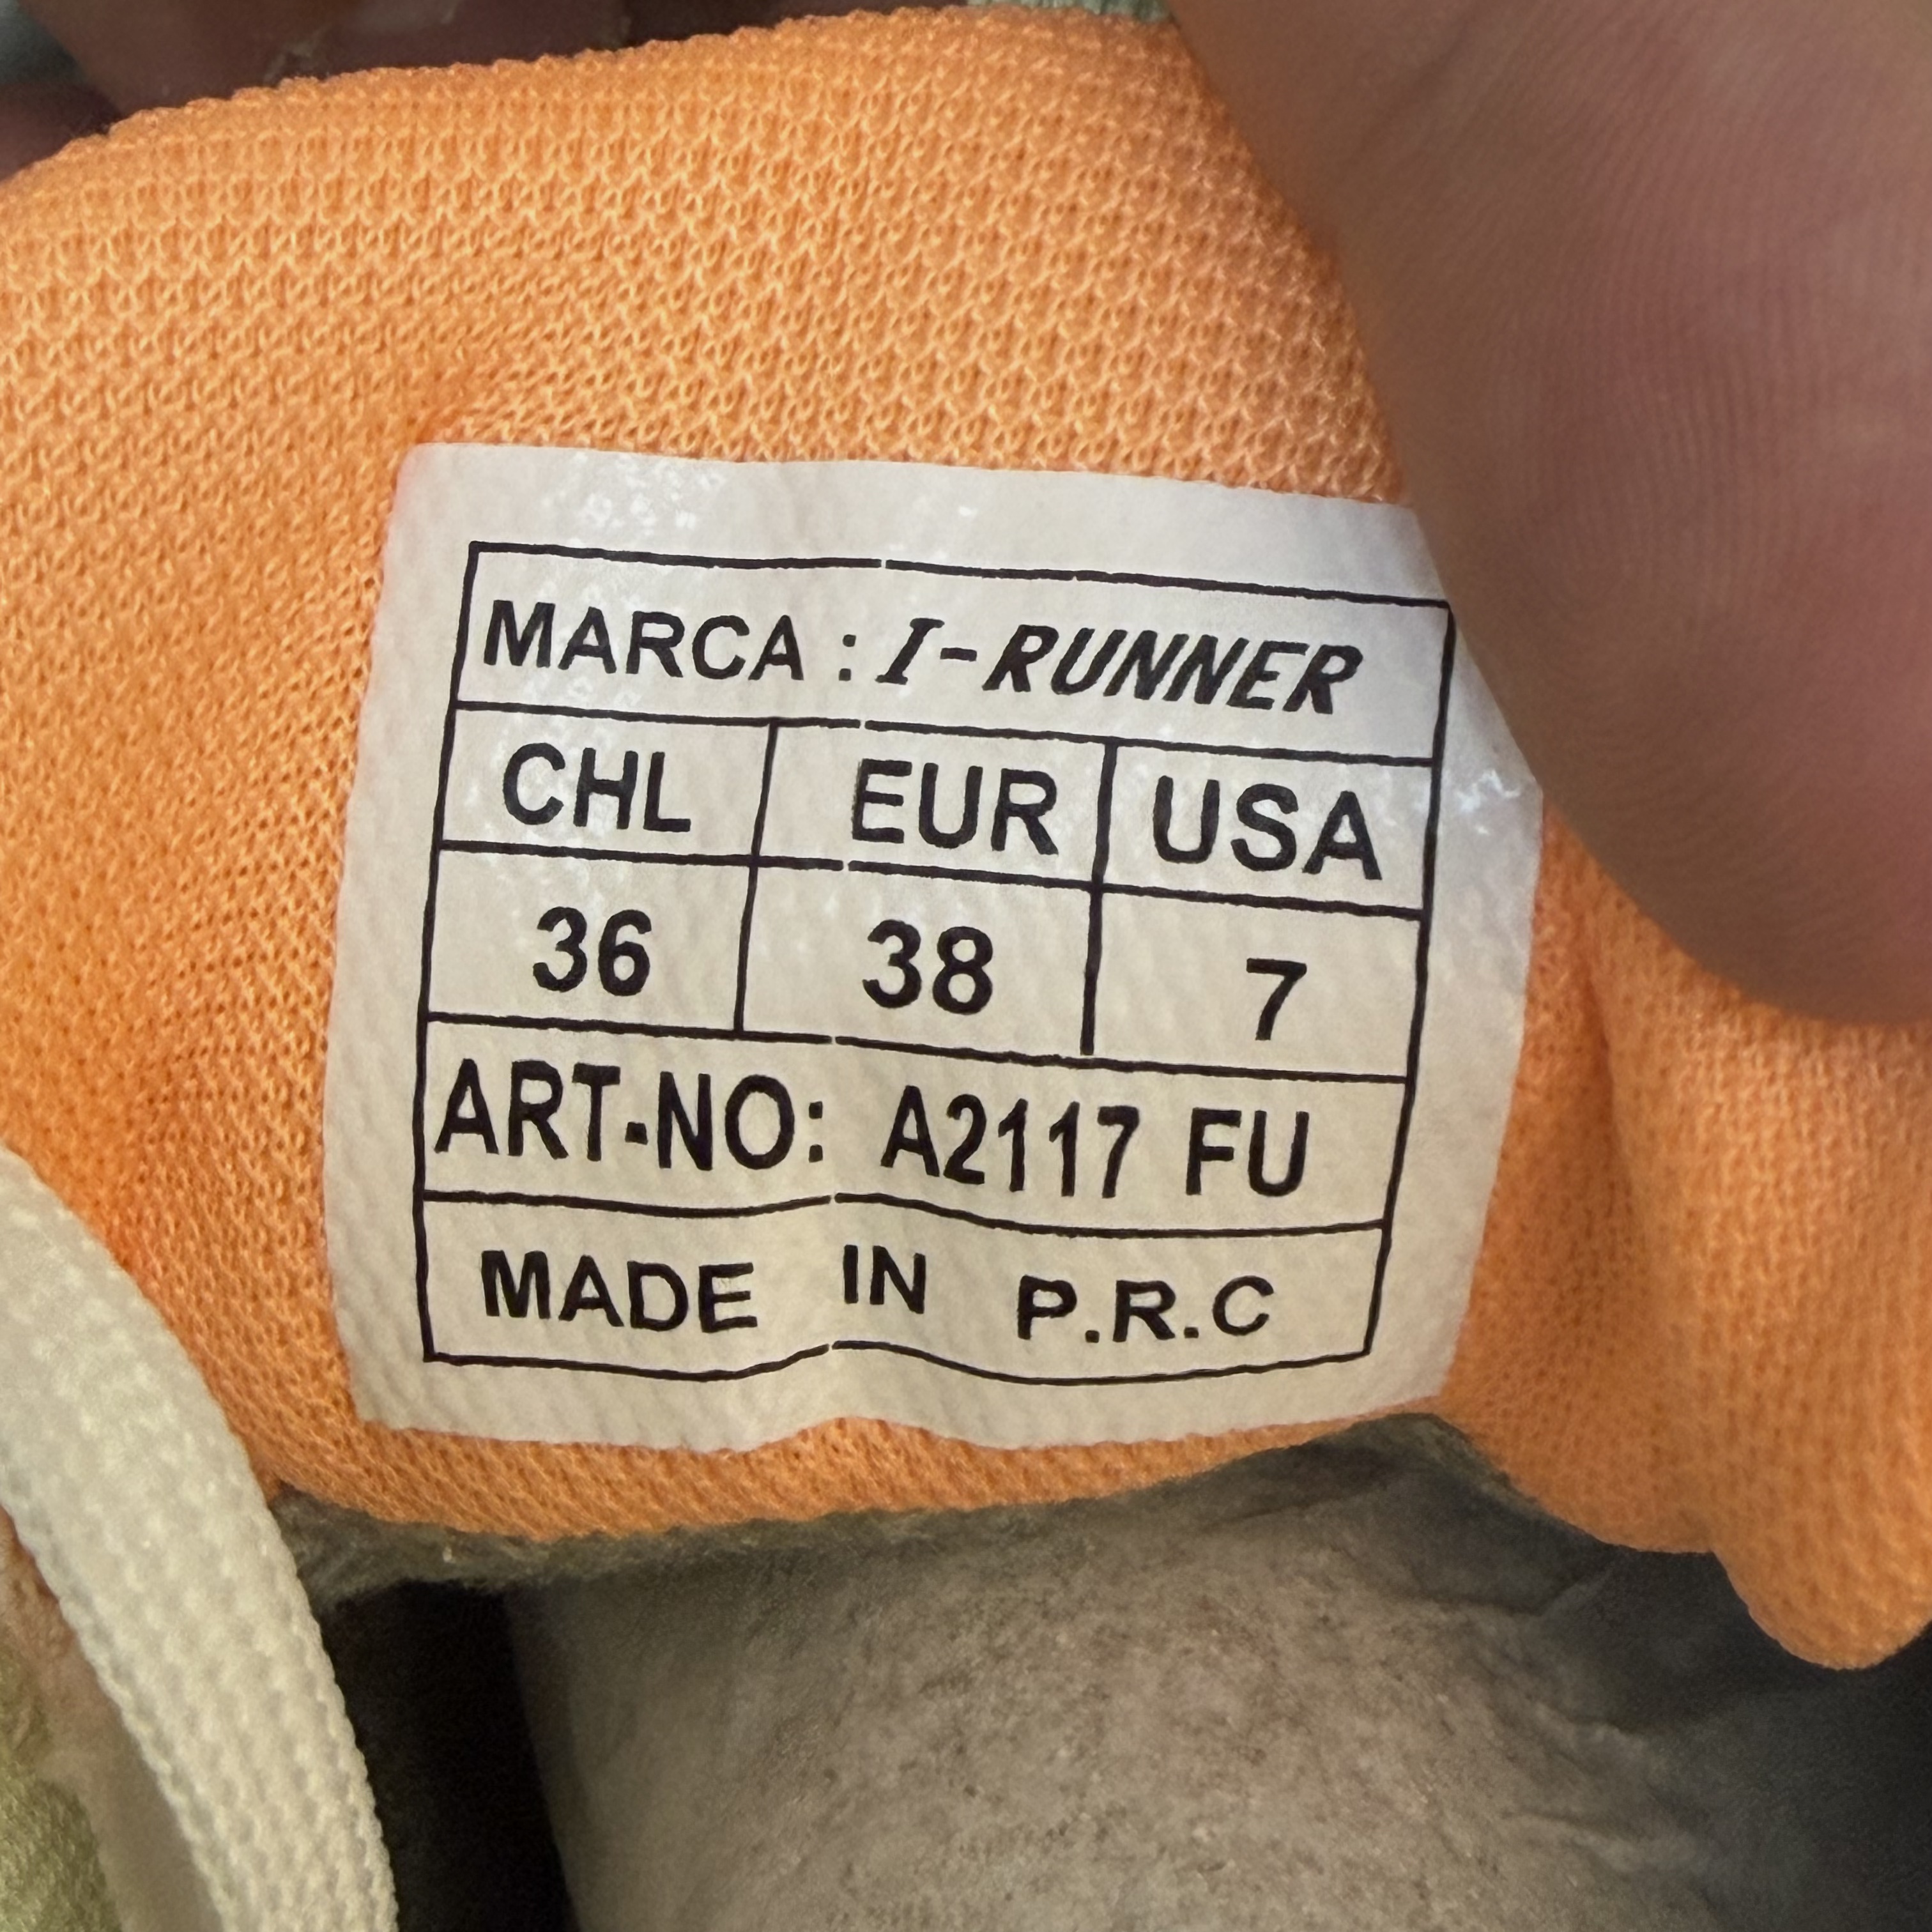 MARCA : I-RUNNER
CHL EUR USA
36 38 7
ART-NO: A2117 FU
MADE IN P.R.C